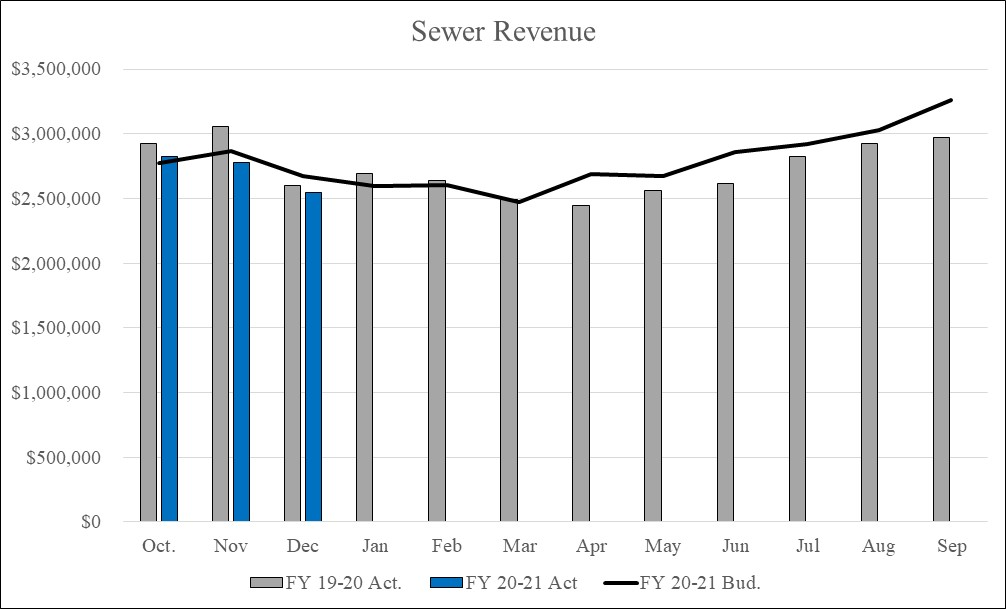 Sewer Revenue
$3,500,000
$3,000,000
$2,500,000
$2,000,000
$1,500,000
$1,000,000
$500,000
$0
Oct. Nov Dec Jan Feb Mar Apr May Jun Jul Aug Sep
FY 19-20 Act. FY 20-21 Act FY 20-21 Bud.